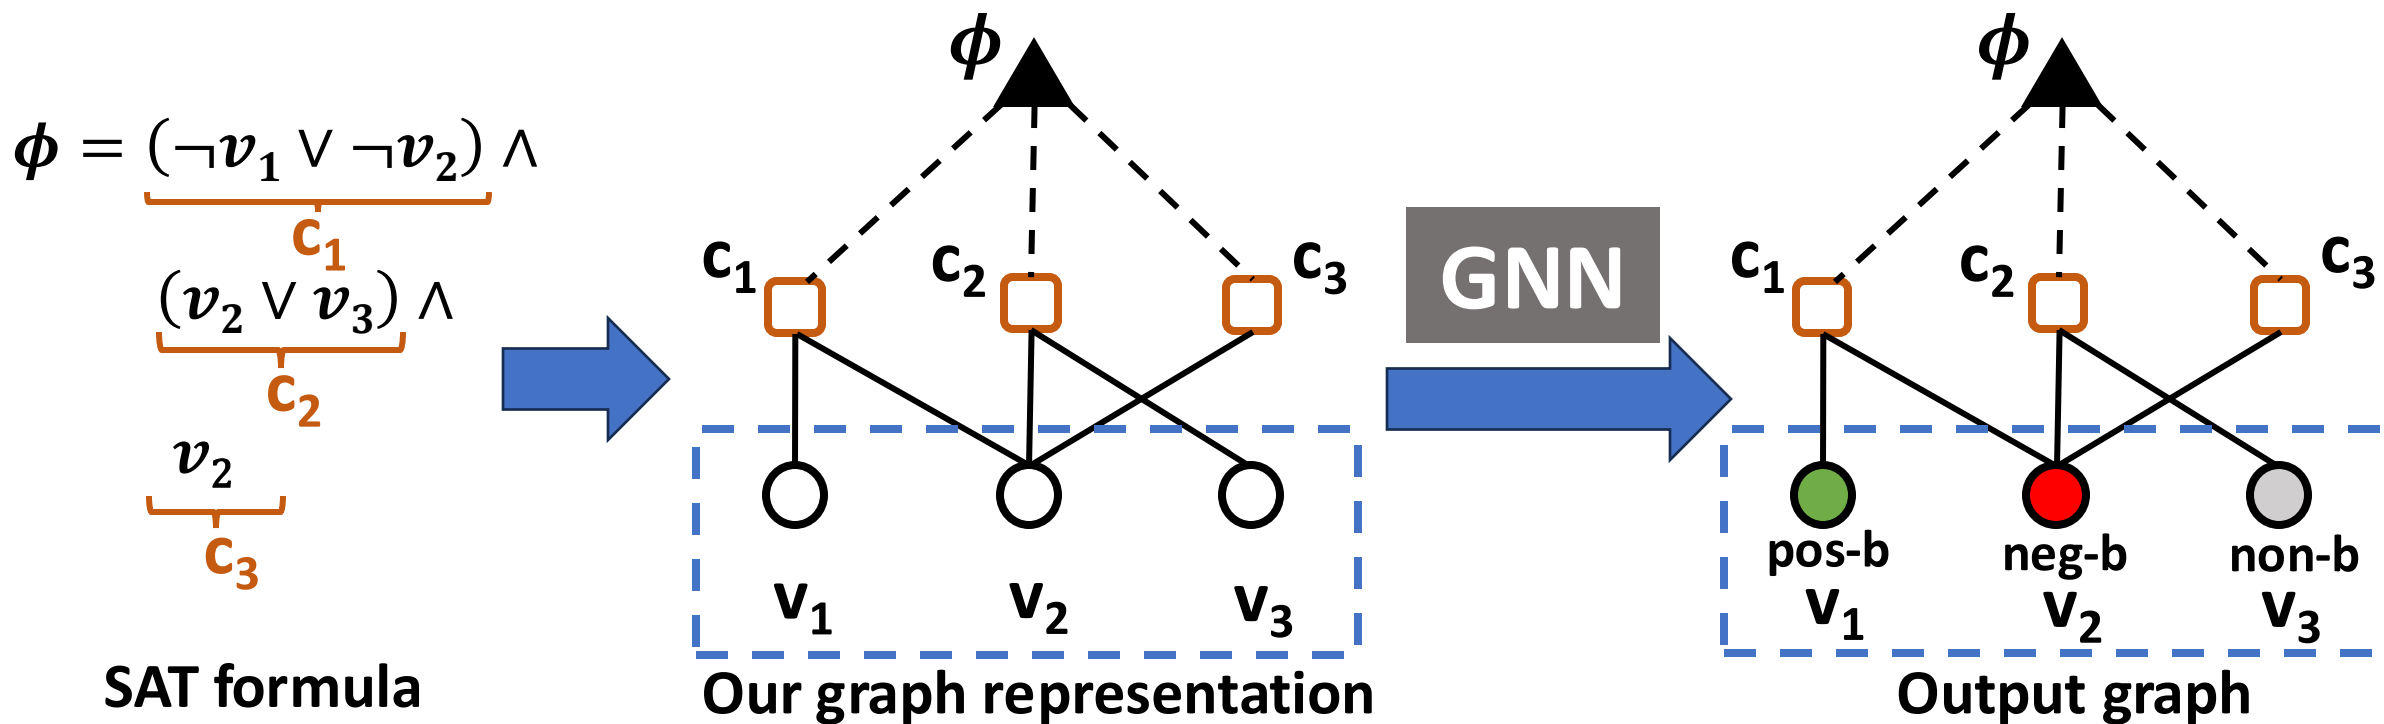 ϕ = (¬v₁ ∨ ¬v₂) ∧
c₁
(v₂ ∨ v₃) ∧
c₂
v₂
c₃
SAT formula
ϕ
c₁ c₂ c₃
v₁ v₂ v₃
Our graph representation
GNN
ϕ
c₁ c₂ c₃
pos-b neg-b non-b
v₁ v₂ v₃
Output graph